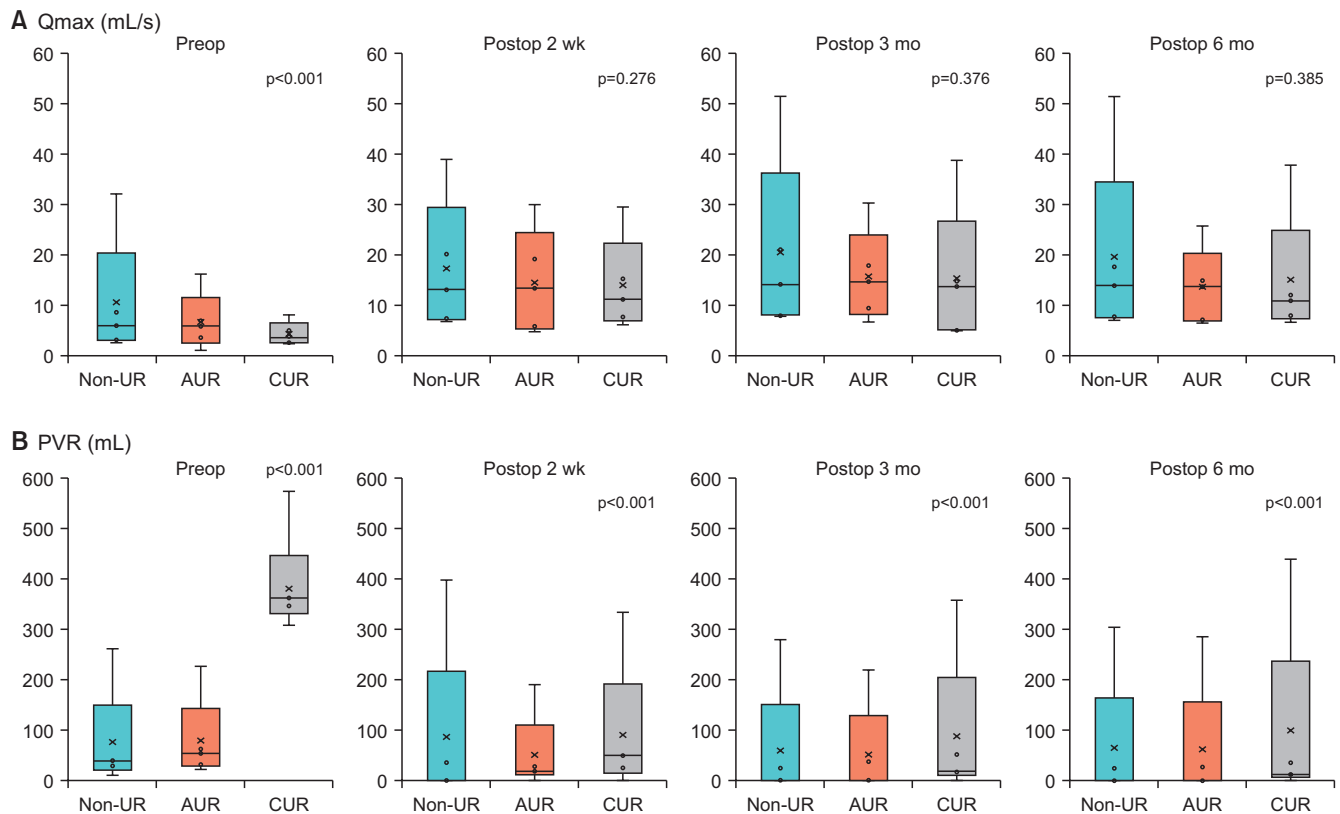 A Qmax (mL/s)
Preop Postop 2 wk Postop 3 mo Postop 6 mo
60 60 60 60
p<0.001 p=0.276 p=0.376 p=0.385
50 50 50 50
40 40 40 40
30 30 30 30
20 20 20 20
10 10 10 10
0 0 0 0
Non-UR AUR CUR Non-UR AUR CUR Non-UR AUR CUR Non-UR AUR CUR
B PVR (mL)
Preop p<0.001 Postop 2 wk Postop 3 mo Postop 6 mo
600 600 600 600
p<0.001 p<0.001 p<0.001
500 500 500 500
400 400 400 400
300 300 300 300
200 200 200 200
100 100 100 100
0 0 0 0
Non-UR AUR CUR Non-UR AUR CUR Non-UR AUR CUR Non-UR AUR CUR